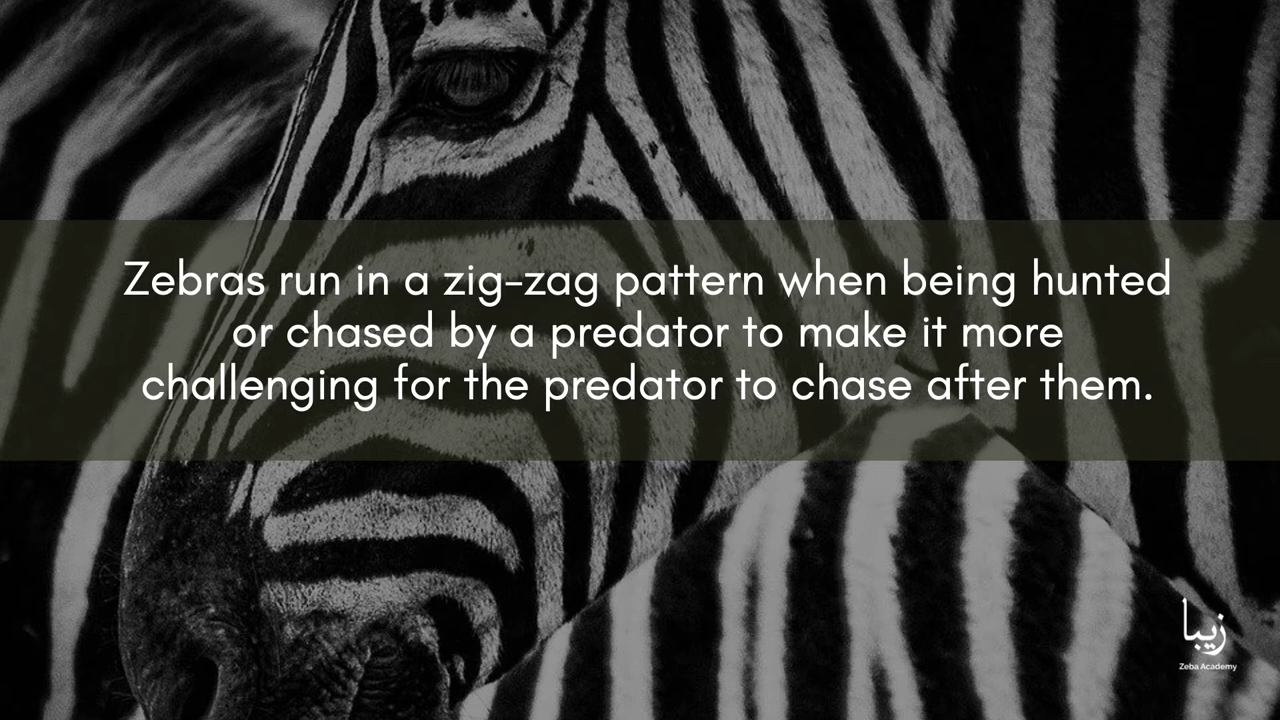 Zebras run in a zig-zag pattern when being hunted
or chased by a predator to make it more
challenging for the predator to chase after them.
زيبا
Zeba Academy